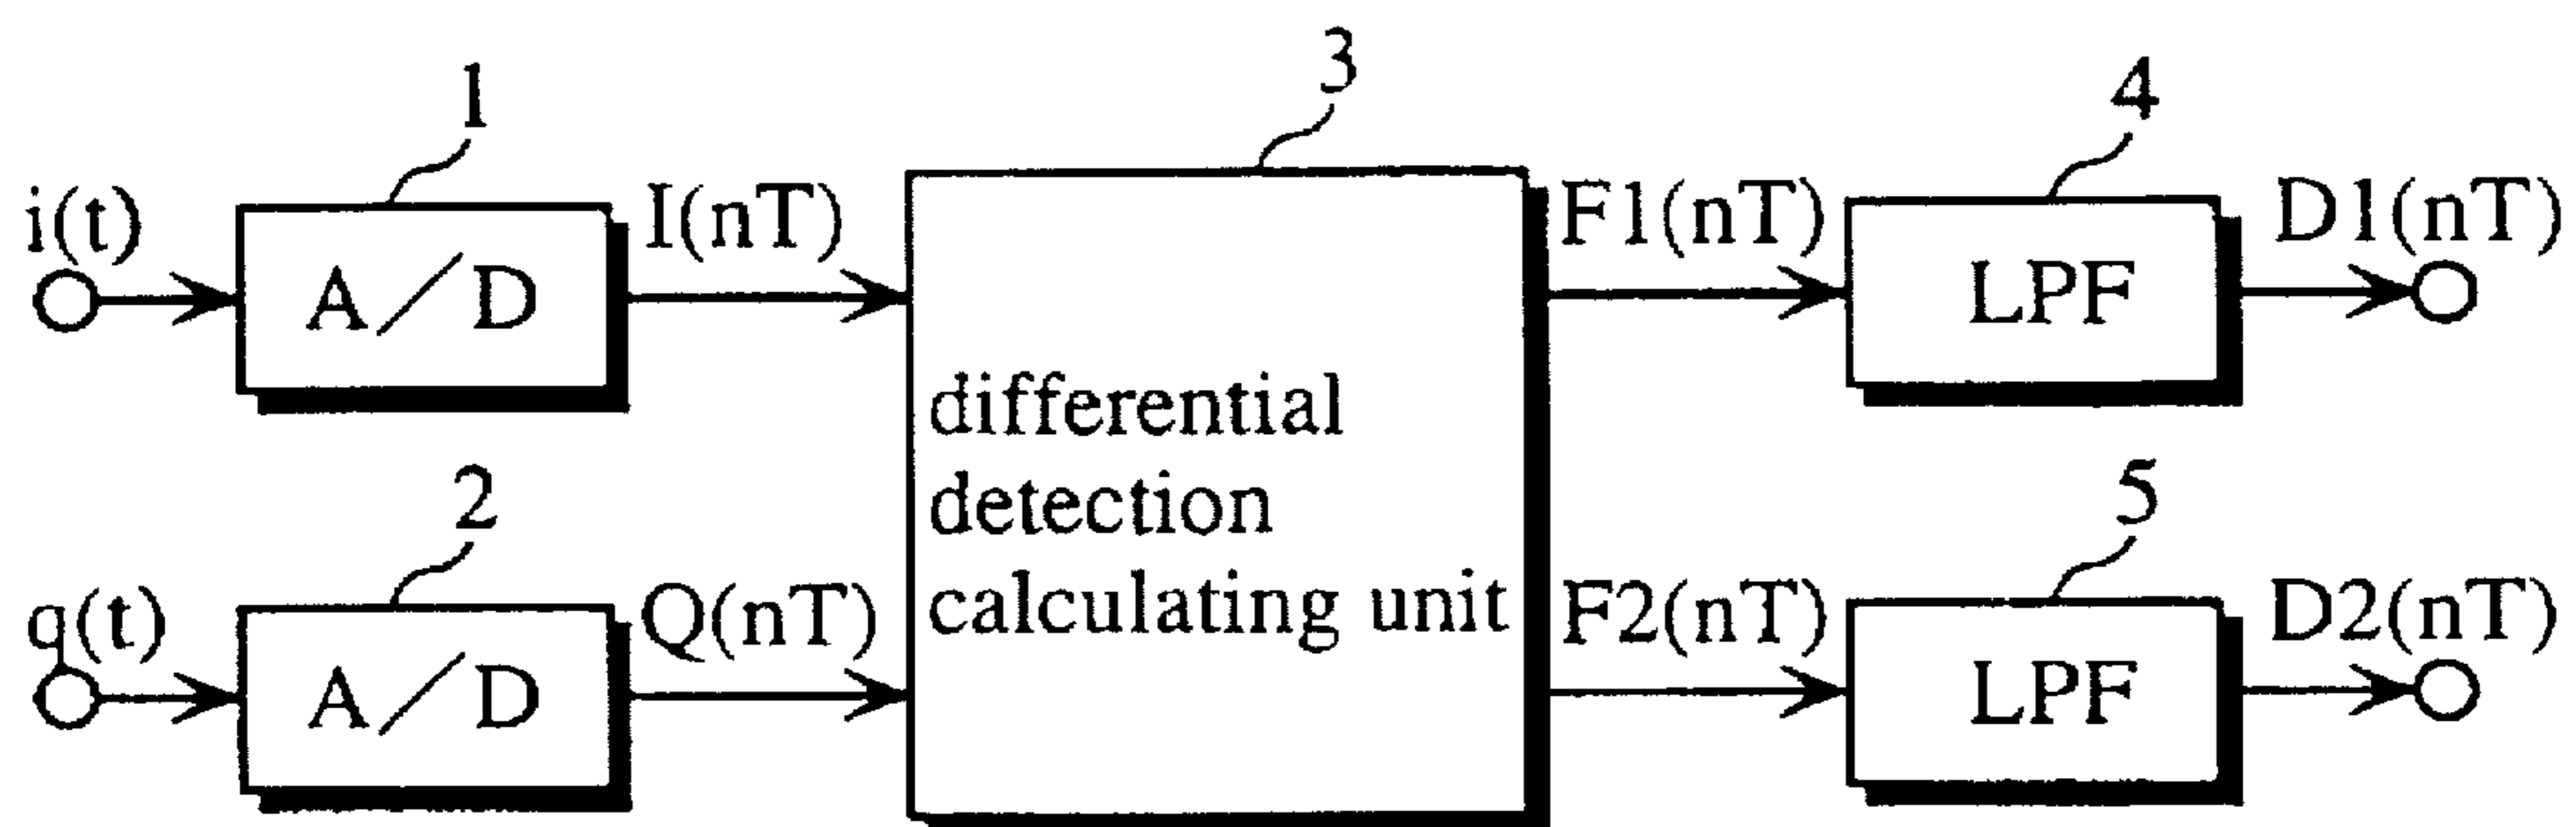 1
3
4
i(t)
I(nT)
F1(nT)
D1(nT)
A/D
LPF
differential
detection
calculating unit
2
5
q(t)
Q(nT)
F2(nT)
D2(nT)
A/D
LPF